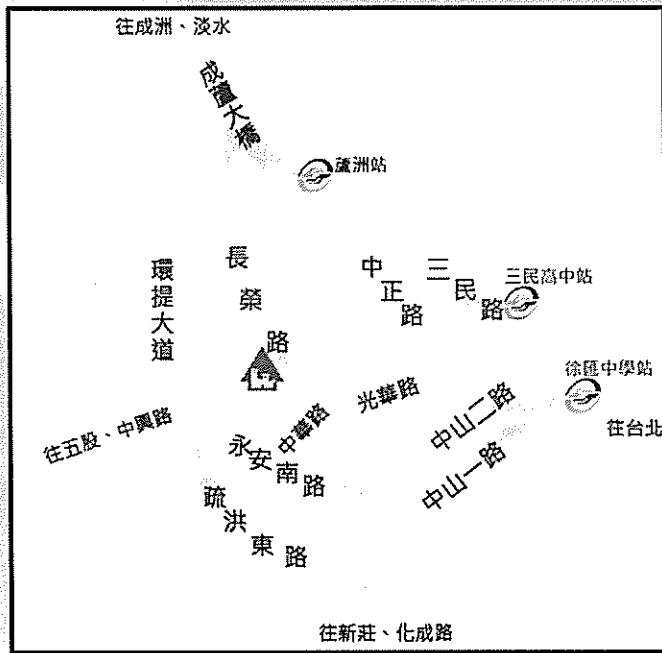 往成洲、淡水
成蘆大橋
蘆洲站
環提大道
長榮路
中正路
三民路
三民高中站
徐匯中學站
往台北
光華路
中山二路
中山一路
往五股、中興路
中華路
永安南路
疏洪東路
往新莊、化成路